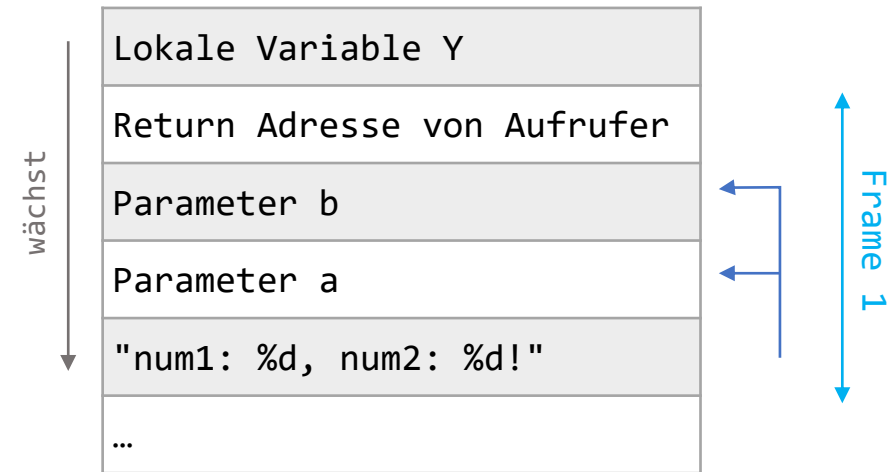 wächst
Lokale Variable Y
Return Adresse von Aufrufer
Parameter b
Parameter a
"num1: %d, num2: %d!"
…
Frame 1